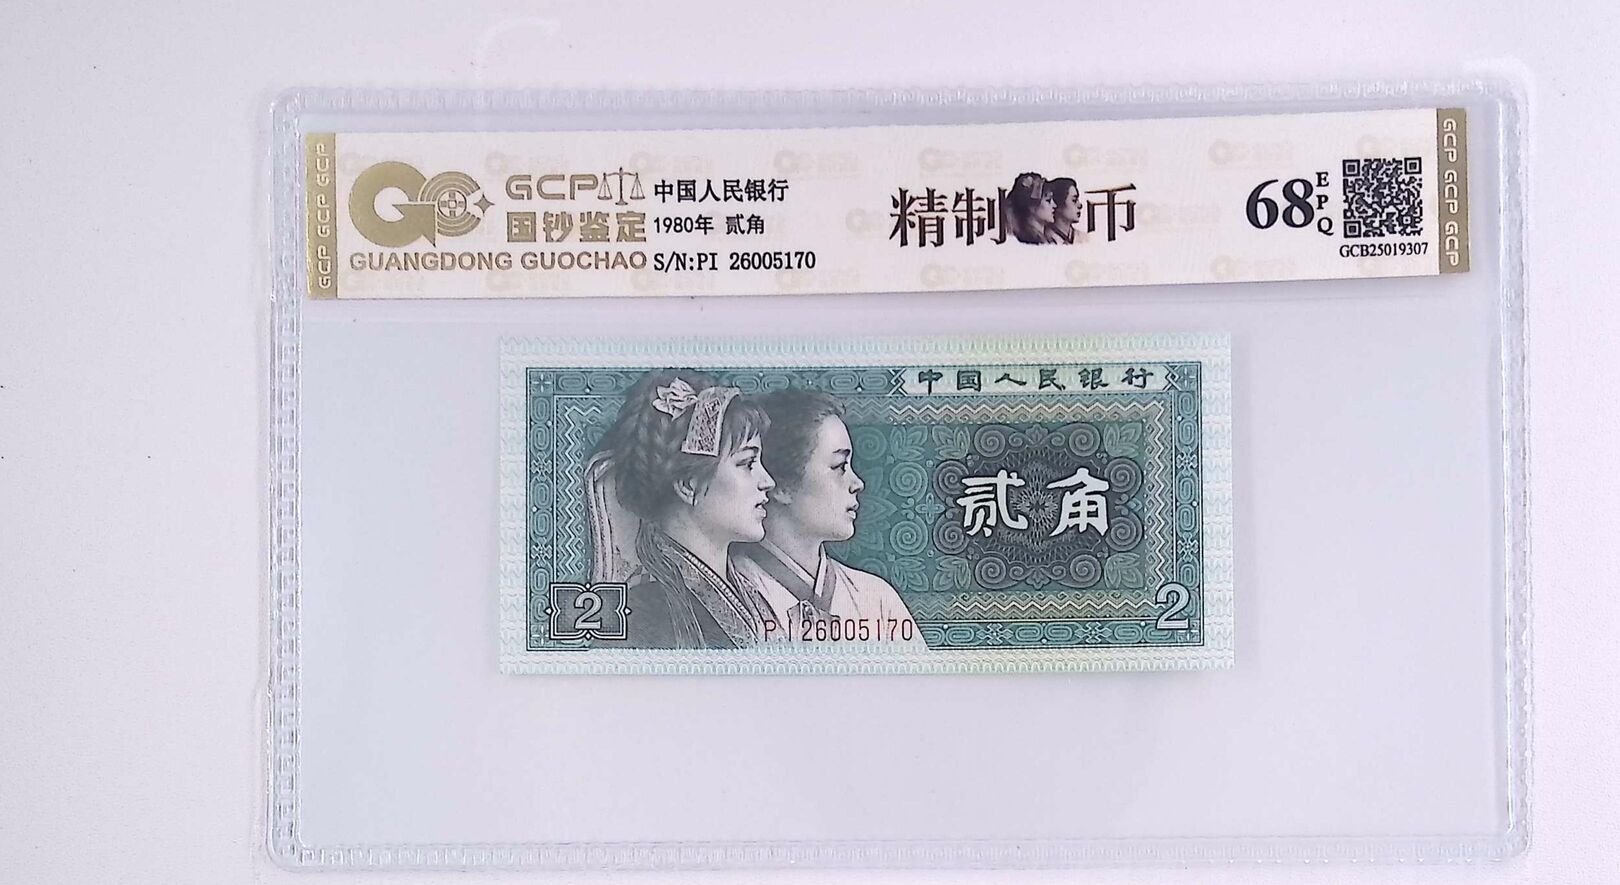 GCP GCP GCP
GCP
国钞鉴定
GUANGDONG GUOCHAO
中国人民银行
1980年 贰角
S/N:PI 26005170
精制币
68
EPQ
GCB25019307
GCP GCP GCP
中国人民银行
贰角
2
PI26005170
2